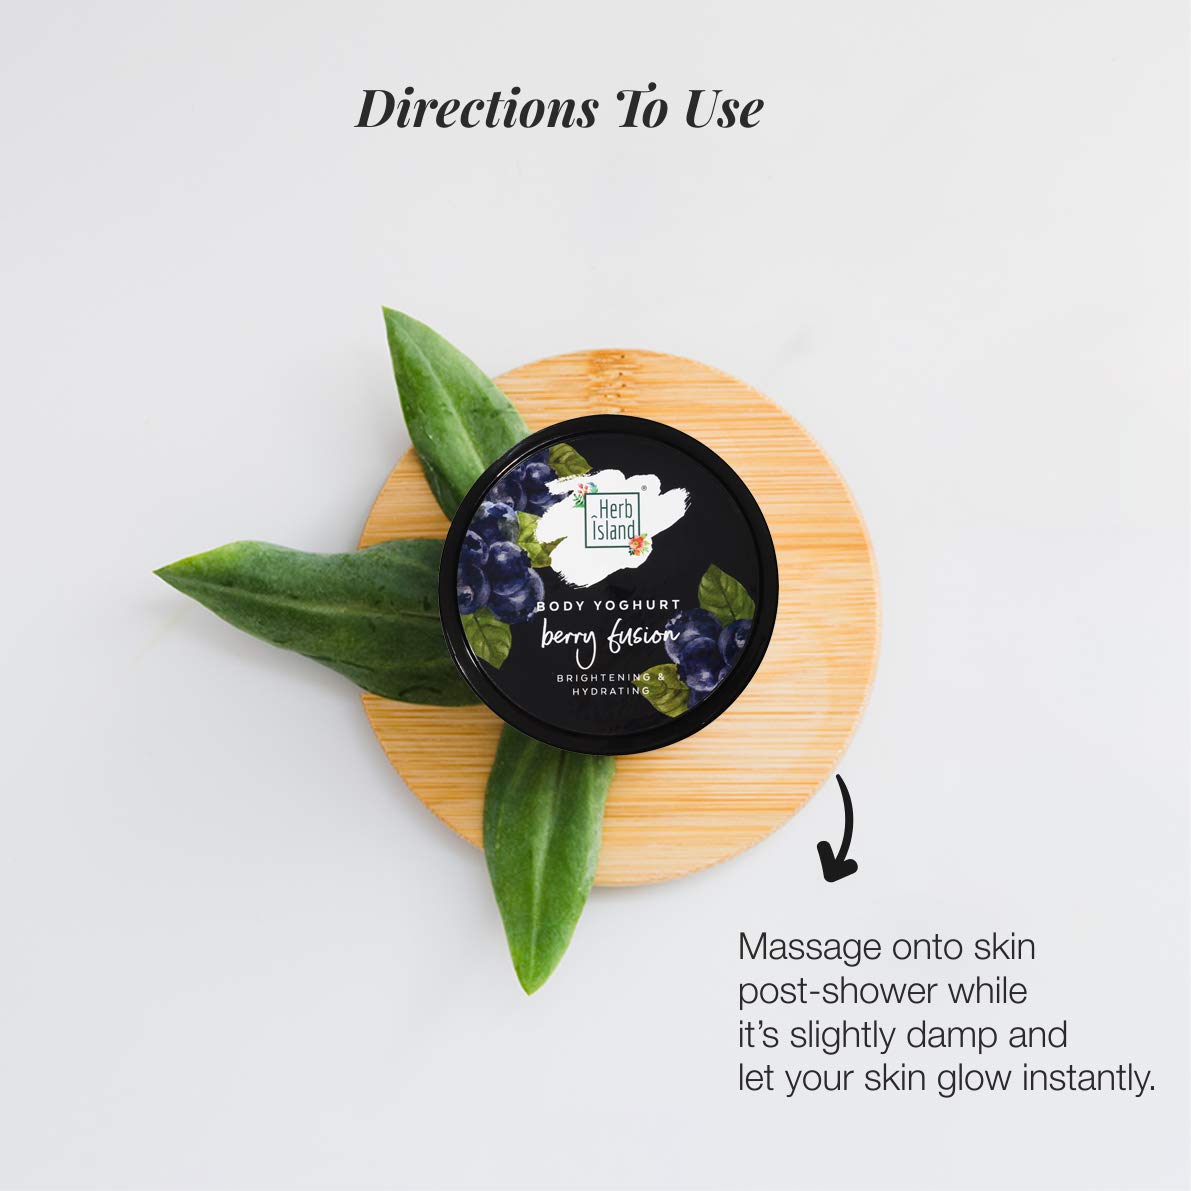 Directions To Use
Herb
Îsland
®
BODY YOGHURT
berry fusion
BRIGHTENING &
HYDRATING
Massage onto skin
post-shower while
it's slightly damp and
let your skin glow instantly.